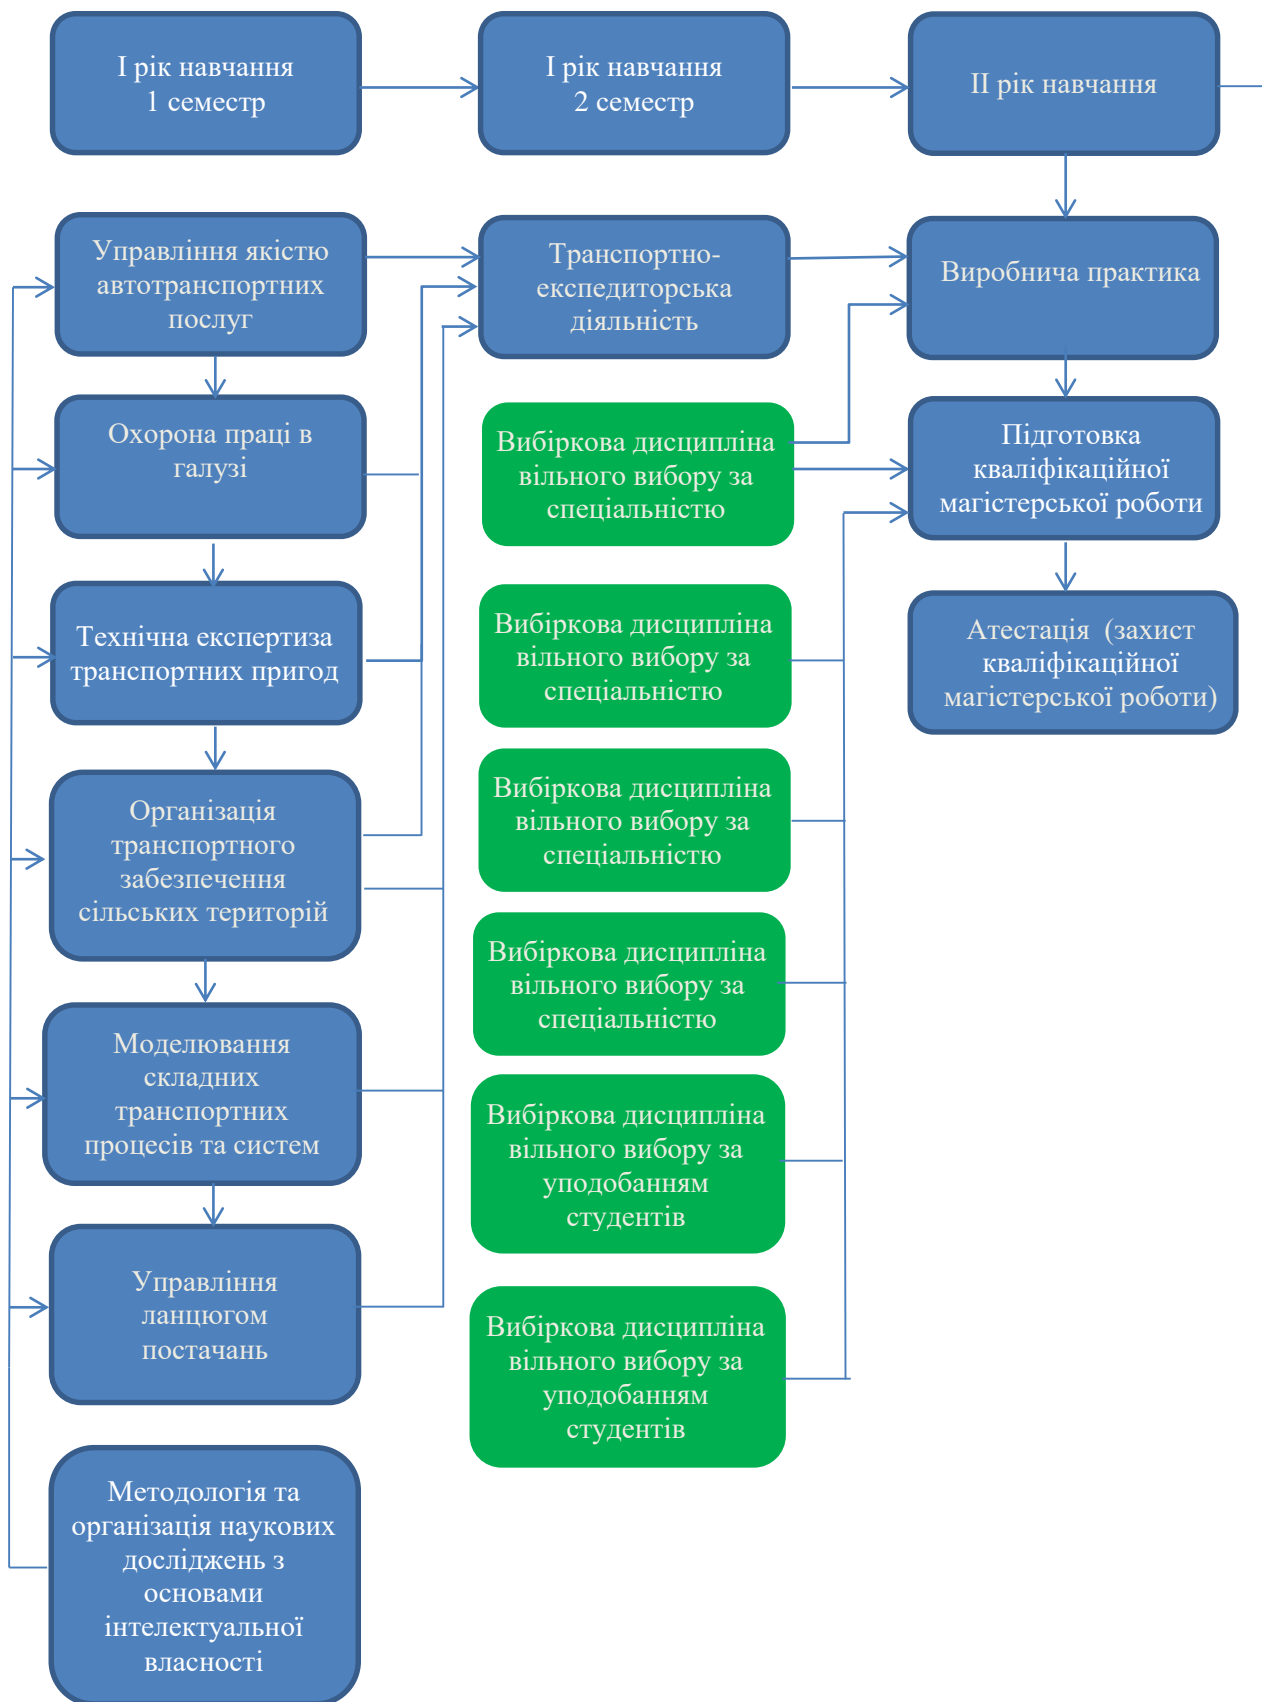 І рік навчання
1 семестр
І рік навчання
2 семестр
ІІ рік навчання
Управління якістю
автотранспортних
послуг
Охорона праці в
галузі
Технічна експертиза
транспортних пригод
Організація
транспортного
забезпечення
сільських територій
Моделювання
складних
транспортних
процесів та систем
Управління
ланцюгом
постачань
Методологія та
організація наукових
досліджень з
основами
інтелектуальної
власності
Транспортно-
експедиторська
діяльність
Вибіркова дисципліна
вільного вибору за
спеціальністю
Вибіркова дисципліна
вільного вибору за
спеціальністю
Вибіркова дисципліна
вільного вибору за
спеціальністю
Вибіркова дисципліна
вільного вибору за
спеціальністю
Вибіркова дисципліна
вільного вибору за
уподобанням
студентів
Вибіркова дисципліна
вільного вибору за
уподобанням
студентів
Виробнича практика
Підготовка
кваліфікаційної
магістерської роботи
Атестація (захист
кваліфікаційної
магістерської роботи)